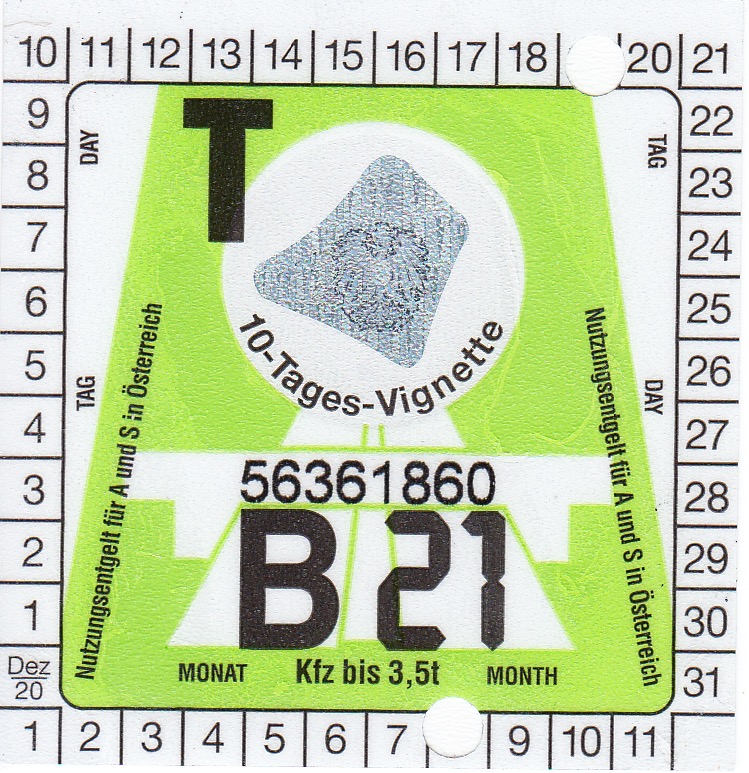 10 11 12 13 14 15 16 17 18 20 21
9 22
8 23
7 24
6 25
5 26
4 27
3 28
2 29
1 30
Dez
20
31
1 2 3 4 5 6 7 9 10 11
DAY
TAG
TAG
DAY
T
10-Tages-Vignette
Nutzungsentgelt für A und S in Österreich
Nutzungsentgelt für A und S in Österreich
56361860
B 21
MONAT Kfz bis 3,5t MONTH